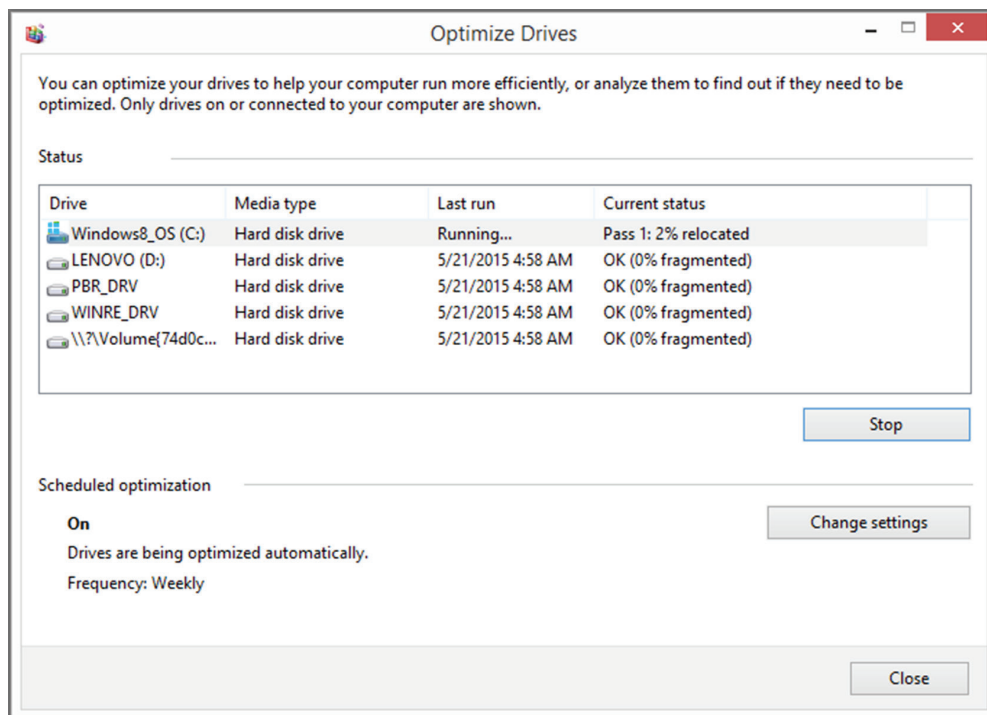 Optimize Drives
You can optimize your drives to help your computer run more efficiently, or analyze them to find out if they need to be
optimized. Only drives on or connected to your computer are shown.
Status
Drive Media type Last run Current status
Windows8_OS (C:) Hard disk drive Running... Pass 1: 2% relocated
LENOVO (D:) Hard disk drive 5/21/2015 4:58 AM OK (0% fragmented)
PBR_DRV Hard disk drive 5/21/2015 4:58 AM OK (0% fragmented)
WINRE_DRV Hard disk drive 5/21/2015 4:58 AM OK (0% fragmented)
\\?\Volume{74d0c... Hard disk drive 5/21/2015 4:58 AM OK (0% fragmented)
Stop
Scheduled optimization
On
Change settings
Drives are being optimized automatically.
Frequency: Weekly
Close